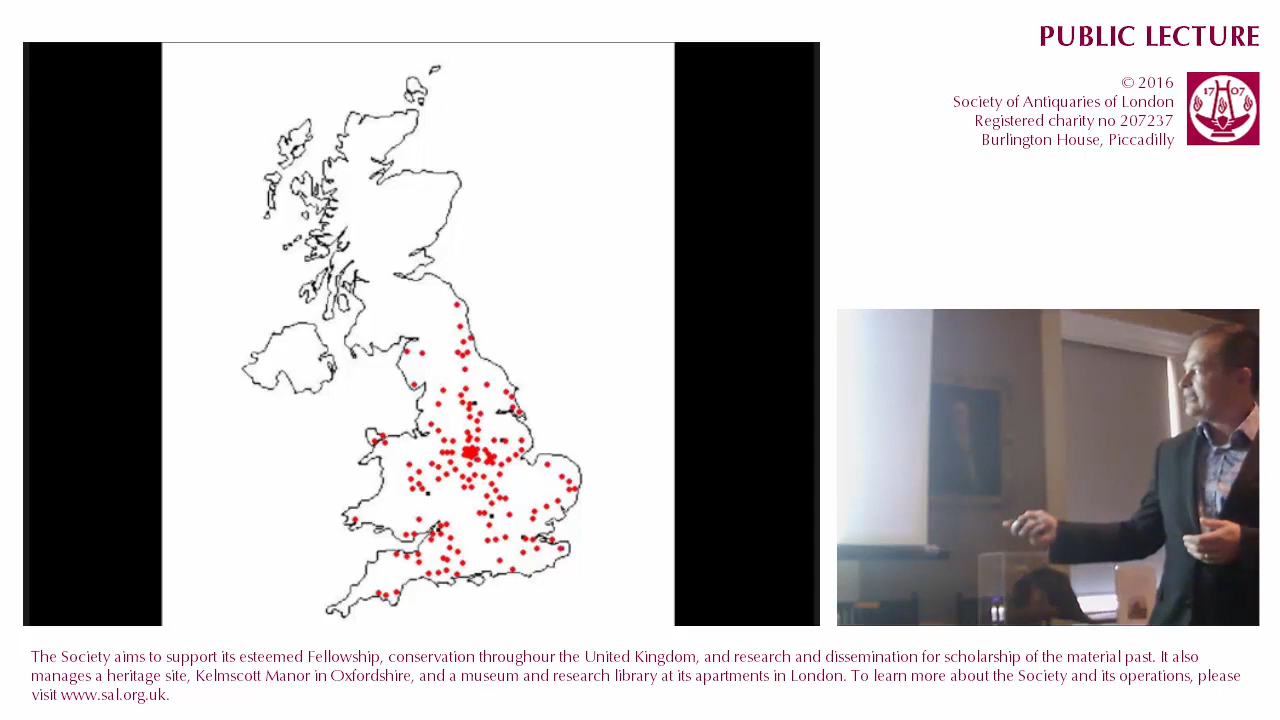 PUBLIC LECTURE
© 2016
Society of Antiquaries of London
Registered charity no 207237
Burlington House, Piccadilly
17 07
The Society aims to support its esteemed Fellowship, conservation throughour the United Kingdom, and research and dissemination for scholarship of the material past. It also
manages a heritage site, Kelmscott Manor in Oxfordshire, and a museum and research library at its apartments in London. To learn more about the Society and its operations, please
visit www.sal.org.uk.